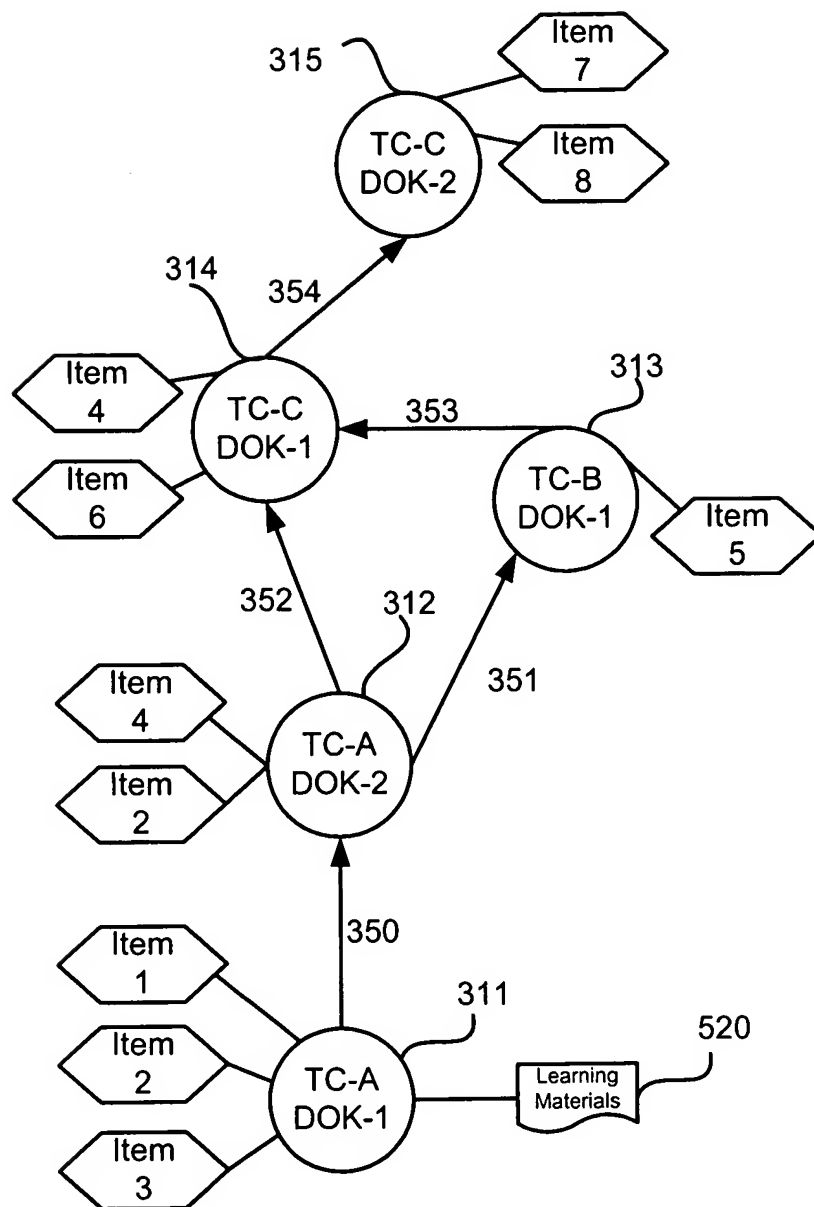 Item
7
315
TC-C
DOK-2
Item
8
314
354
Item
4
TC-C
DOK-1
353
313
Item
6
TC-B
DOK-1
Item
5
352
312
351
Item
4
TC-A
DOK-2
Item
2
350
Item
1
311
520
Item
2
TC-A
DOK-1
Learning
Materials
Item
3